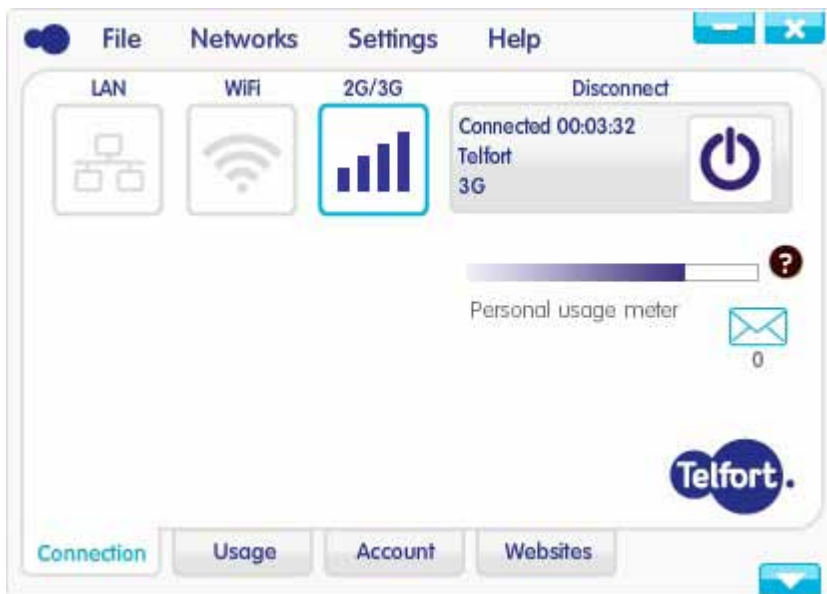 File Networks Settings Help
LAN WiFi 2G/3G Disconnect
Connected 00:03:32
Telfort
3G
?
Personal usage meter
0
Telfort.
Connection Usage Account Websites